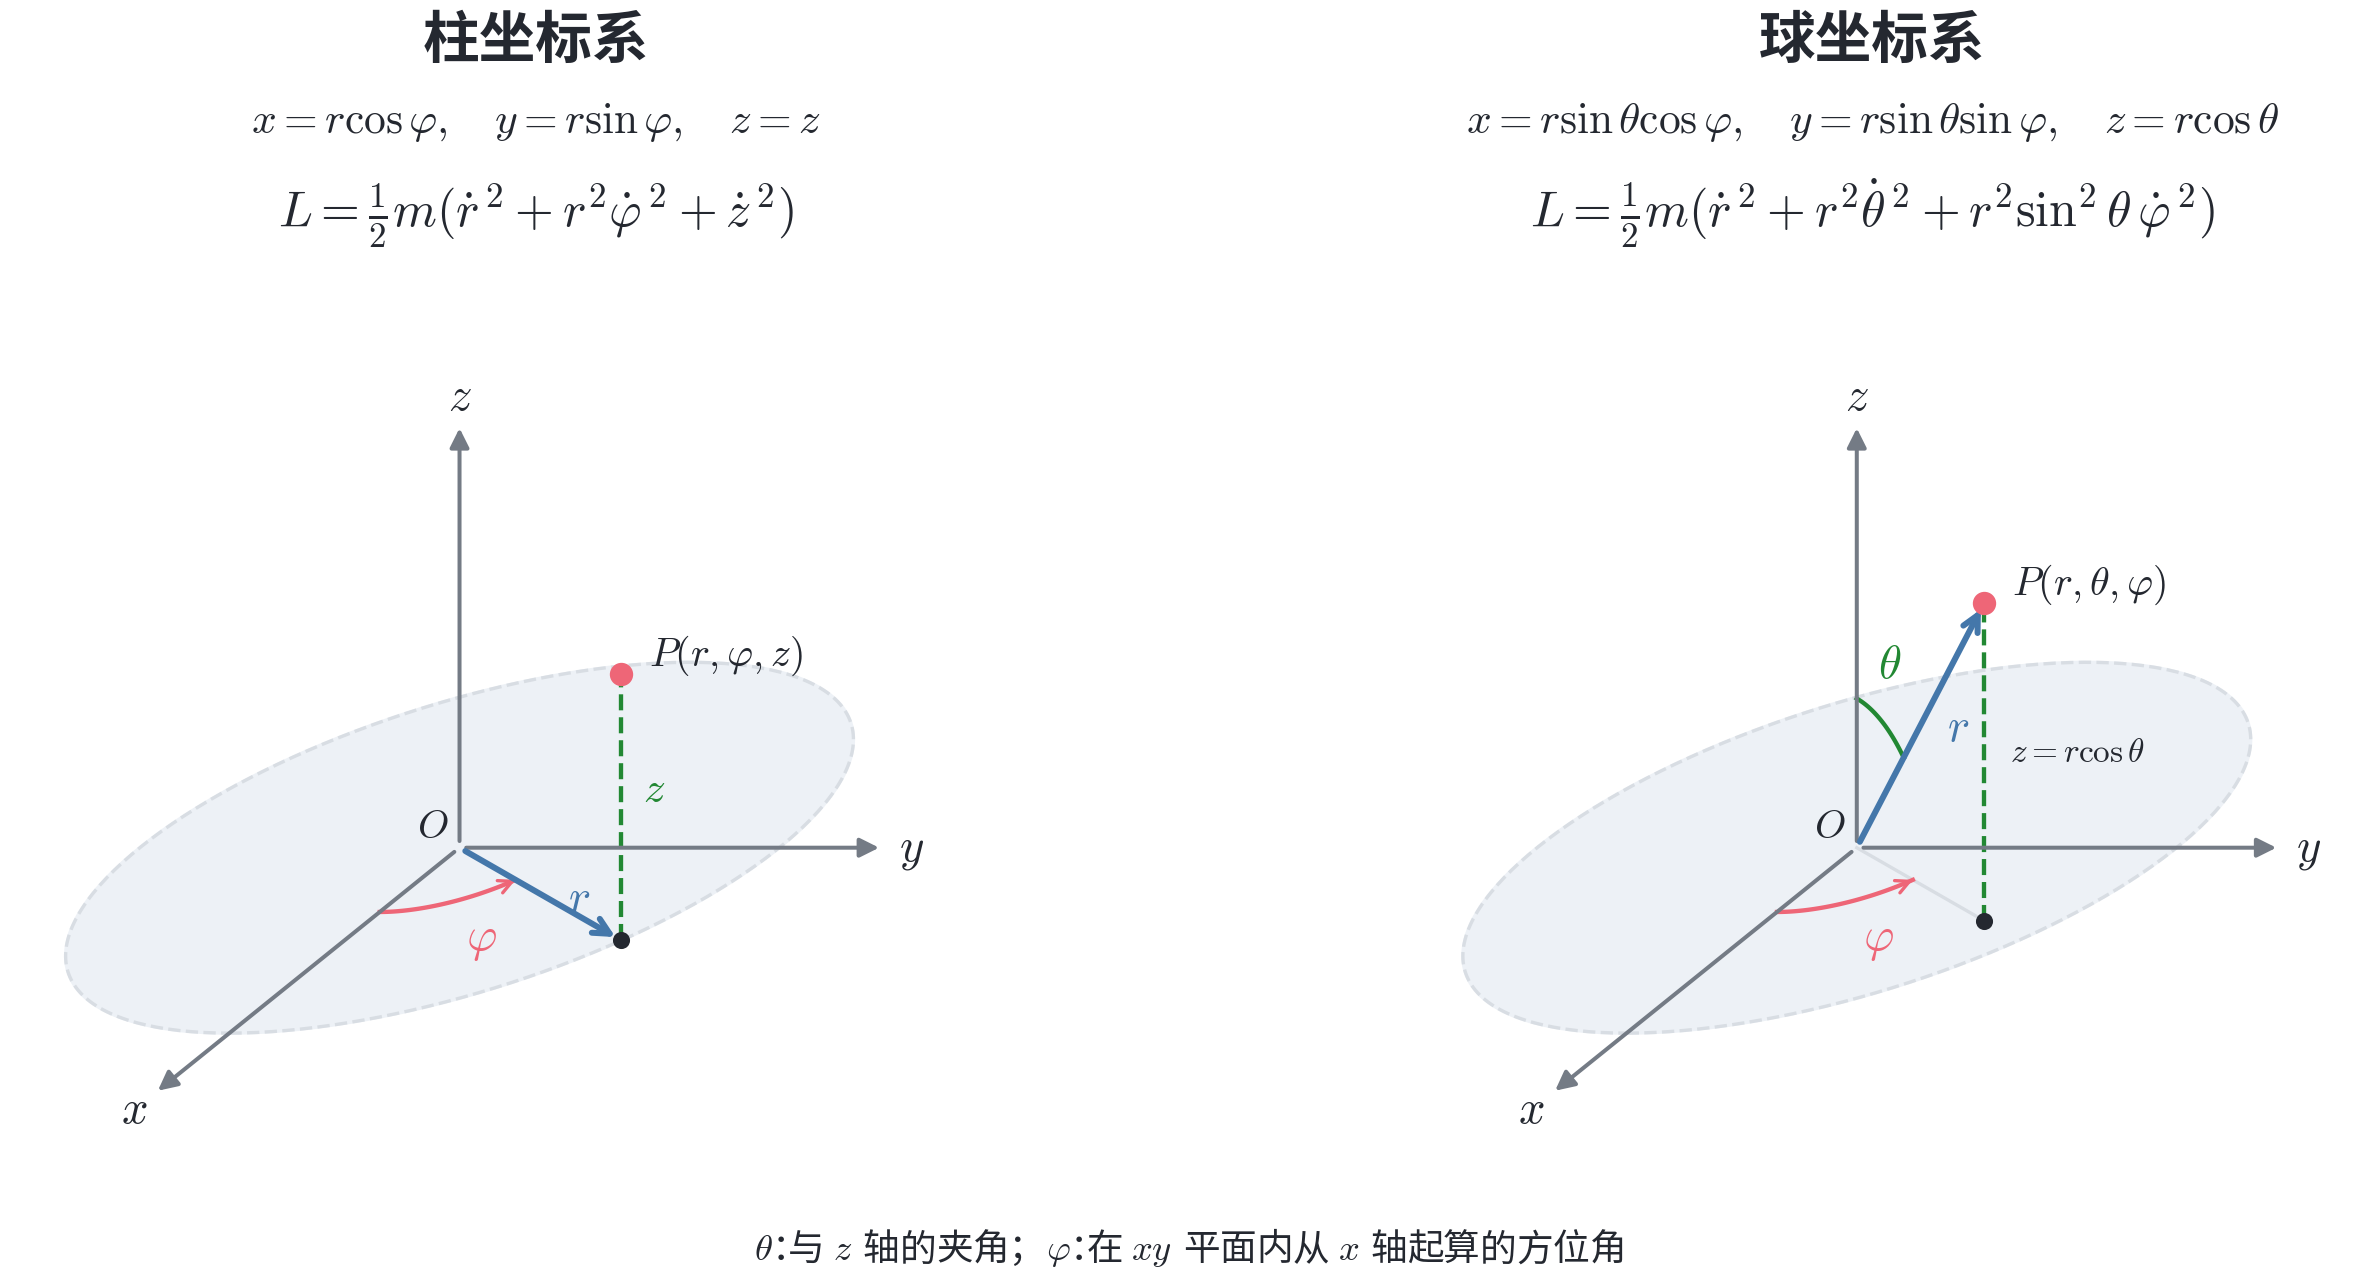 柱坐标系
x = r cos φ, y = r sin φ, z = z
L = ½m(ṙ² + r²φ̇² + ż²)
z
P(r, φ, z)
z
O
y
r
φ
x
球坐标系
x = r sin θ cos φ, y = r sin θ sin φ, z = r cos θ
L = ½m(ṙ² + r²θ̇² + r² sin² θ φ̇²)
z
P(r, θ, φ)
θ
r
z = r cos θ
O
y
φ
x
θ:与 z 轴的夹角；φ:在 xy 平面内从 x 轴起算的方位角